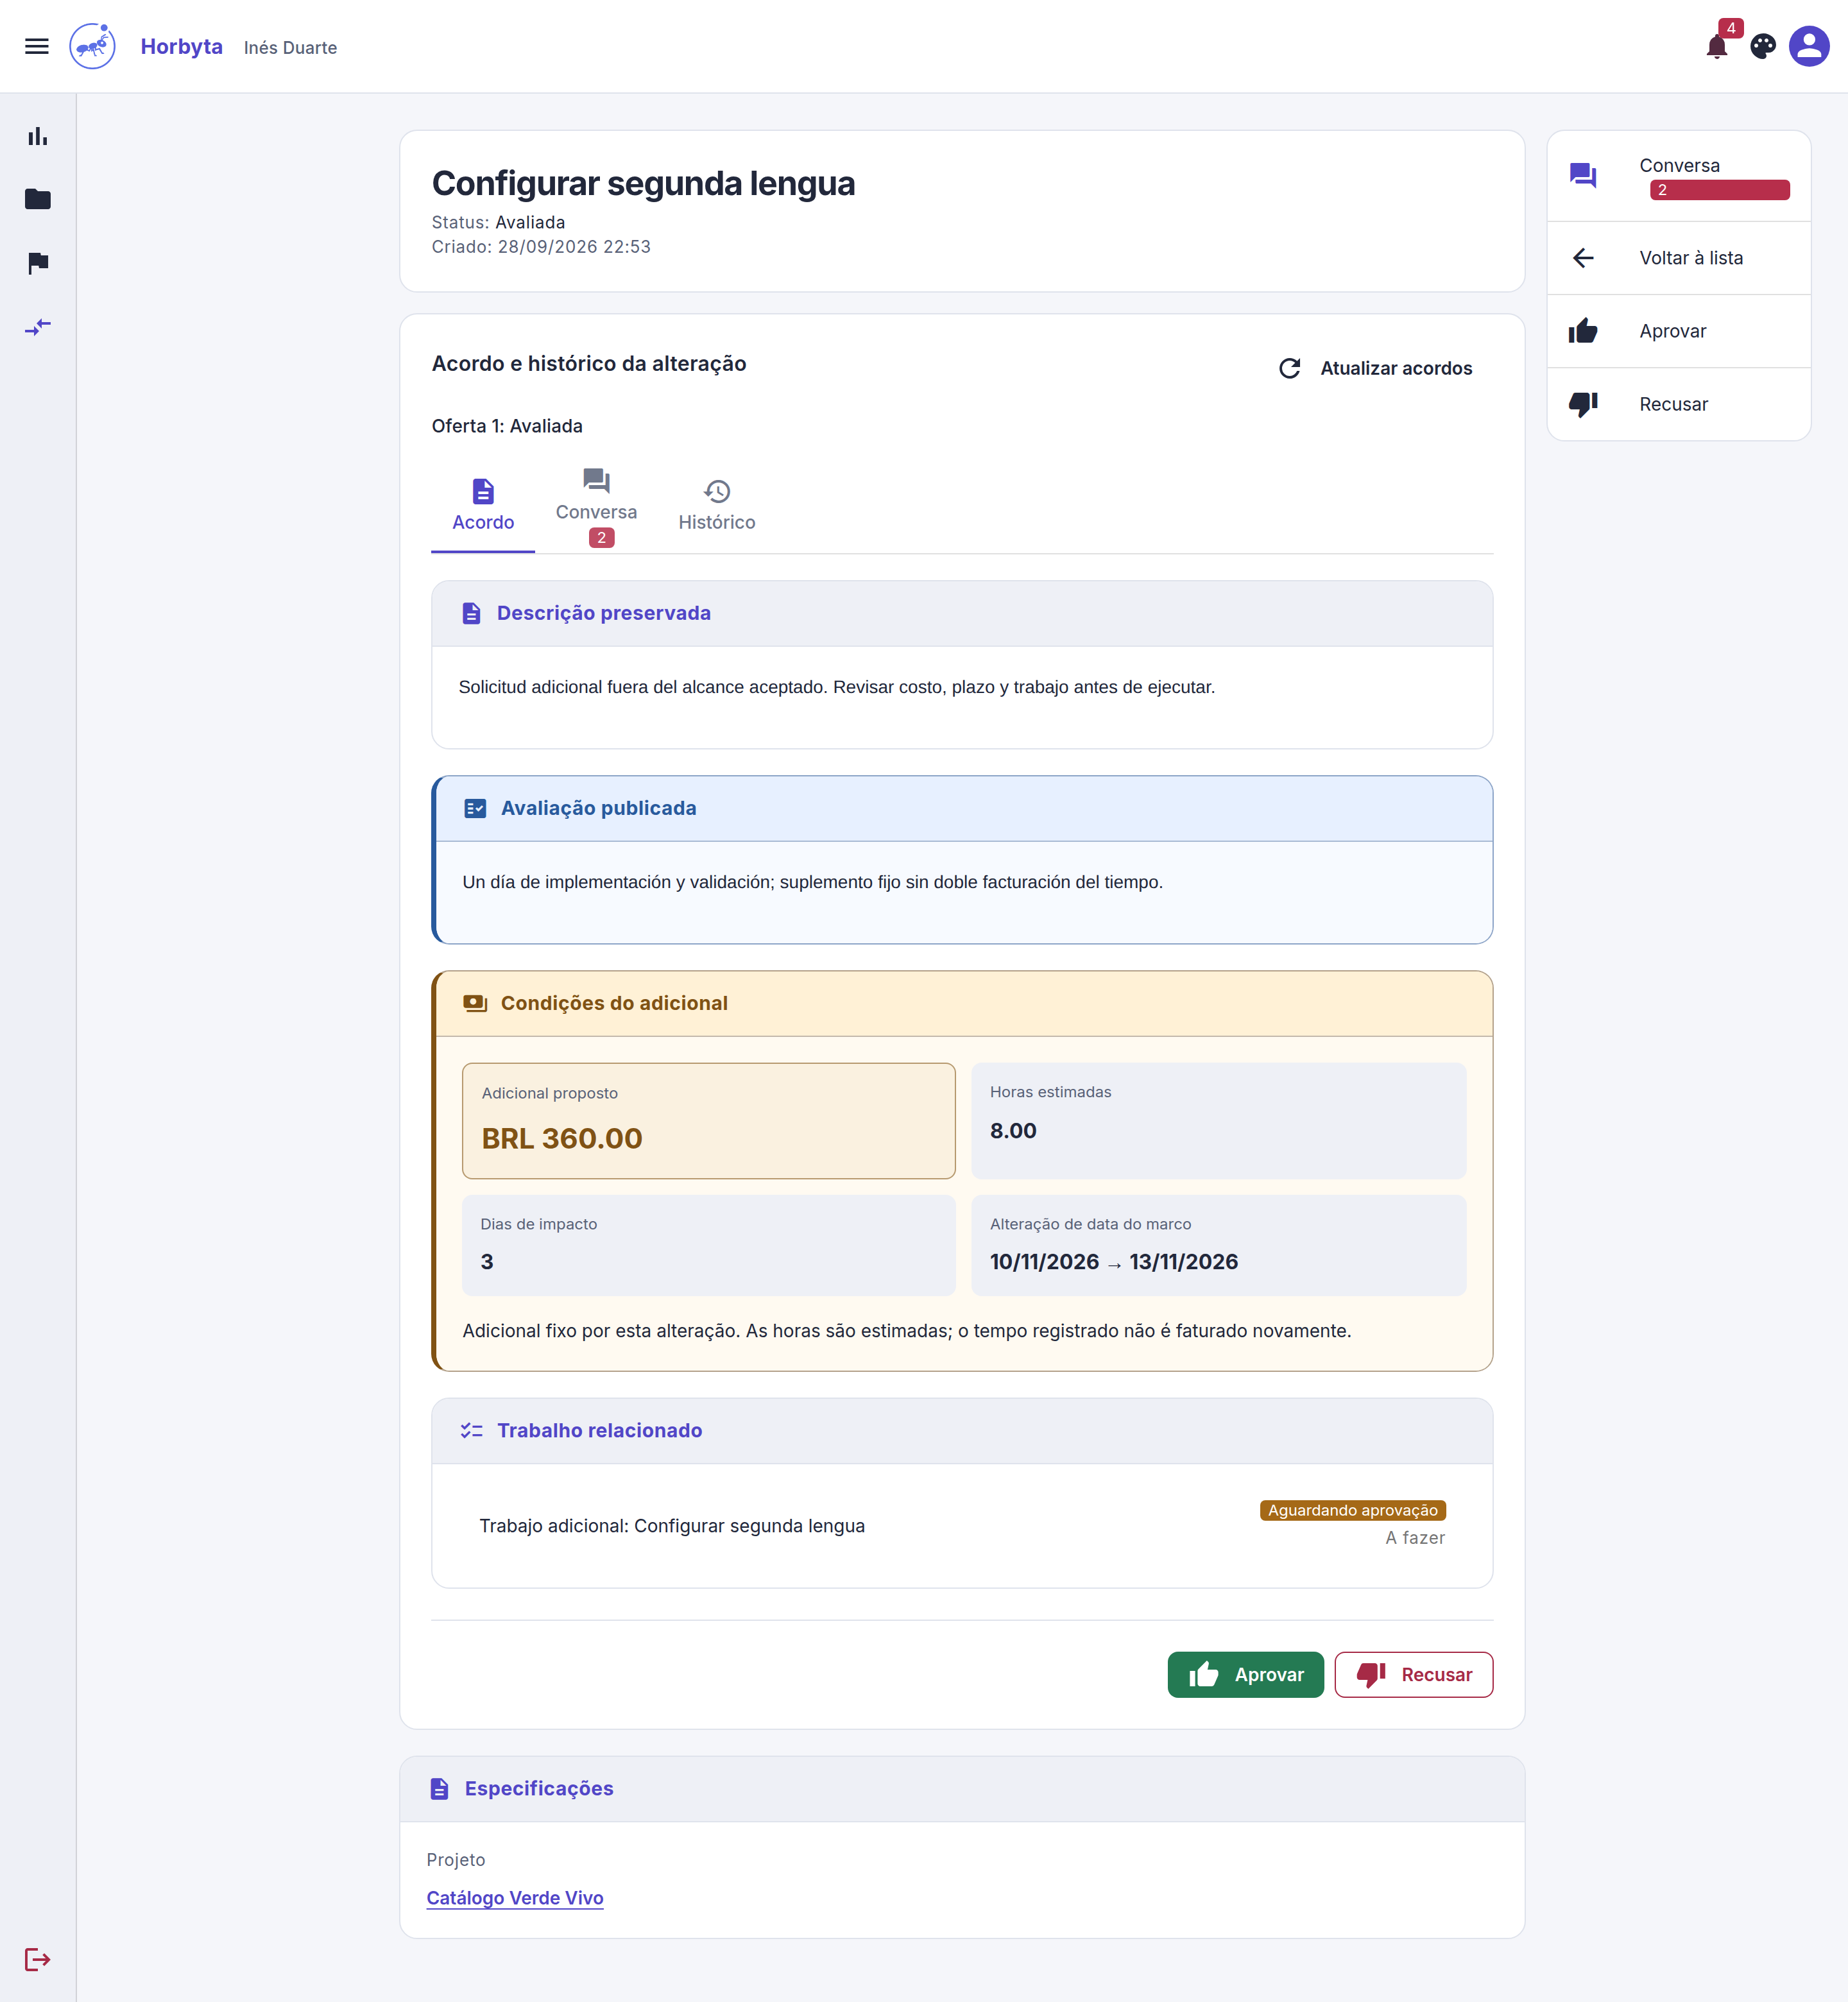 Horbyta
Inés Duarte
4
Configurar segunda lengua
Status: Avaliada
Criado: 28/09/2026 22:53
Conversa
2
Voltar à lista
Aprovar
Recusar
Acordo e histórico da alteração
Atualizar acordos
Oferta 1: Avaliada
Acordo
Conversa
2
Histórico
Descrição preservada
Solicitud adicional fuera del alcance aceptado. Revisar costo, plazo y trabajo antes de ejecutar.
Avaliação publicada
Un día de implementación y validación; suplemento fijo sin doble facturación del tiempo.
Condições do adicional
Adicional proposto
BRL 360.00
Horas estimadas
8.00
Dias de impacto
3
Alteração de data do marco
10/11/2026 → 13/11/2026
Adicional fixo por esta alteração. As horas são estimadas; o tempo registrado não é faturado novamente.
Trabalho relacionado
Trabajo adicional: Configurar segunda lengua
Aguardando aprovação
A fazer
Aprovar
Recusar
Especificações
Projeto
Catálogo Verde Vivo